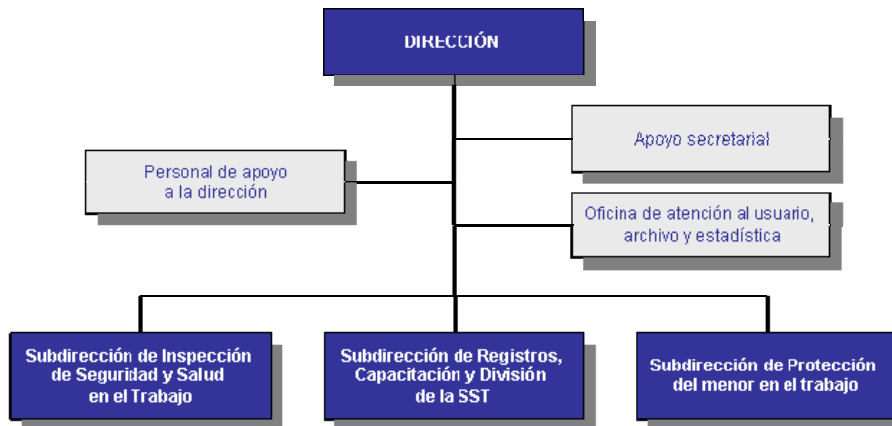 DIRECCIÓN
Apoyo secretarial
Personal de apoyo
a la dirección
Oficina de atención al usuario,
archivo y estadística
Subdirección de Inspección
de Seguridad y Salud
en el Trabajo
Subdirección de Registros,
Capacitación y División
de la SST
Subdirección de Protección
del menor en el trabajo